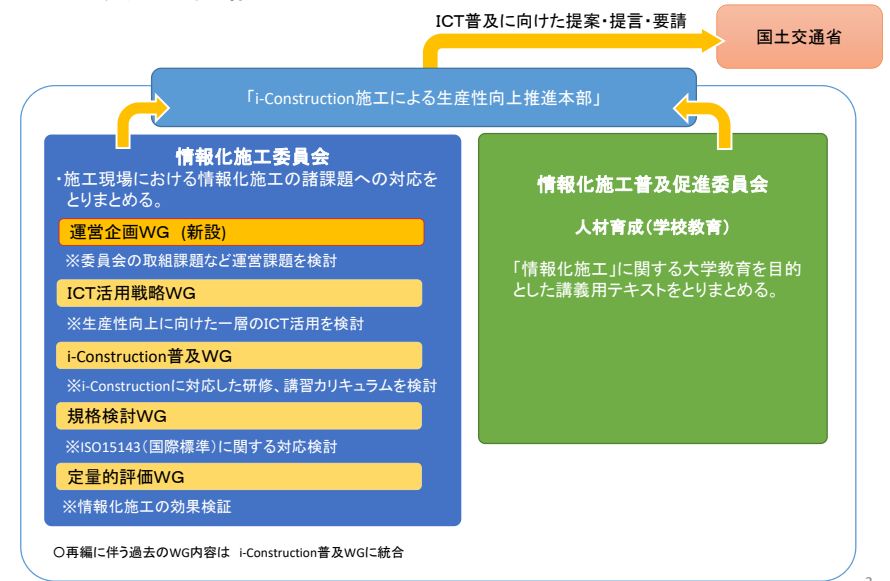 ICT普及に向けた提案・提言・要請
国土交通省
「i-Construction施工による生産性向上推進本部」
情報化施工委員会
・施工現場における情報化施工の諸課題への対応を
とりまとめる。
運営企画WG (新設)
※委員会の取組課題など運営課題を検討
ICT活用戦略WG
※生産性向上に向けた一層のICT活用を検討
i-Construction普及WG
※i-Constructionに対応した研修、講習カリキュラムを検討
規格検討WG
※ISO15143(国際標準)に関する対応検討
定量的評価WG
※情報化施工の効果検証
○再編に伴う過去のWG内容は i-Construction普及WGに統合
情報化施工普及促進委員会
人材育成(学校教育)
「情報化施工」に関する大学教育を目的
とした講義用テキストをとりまとめる。